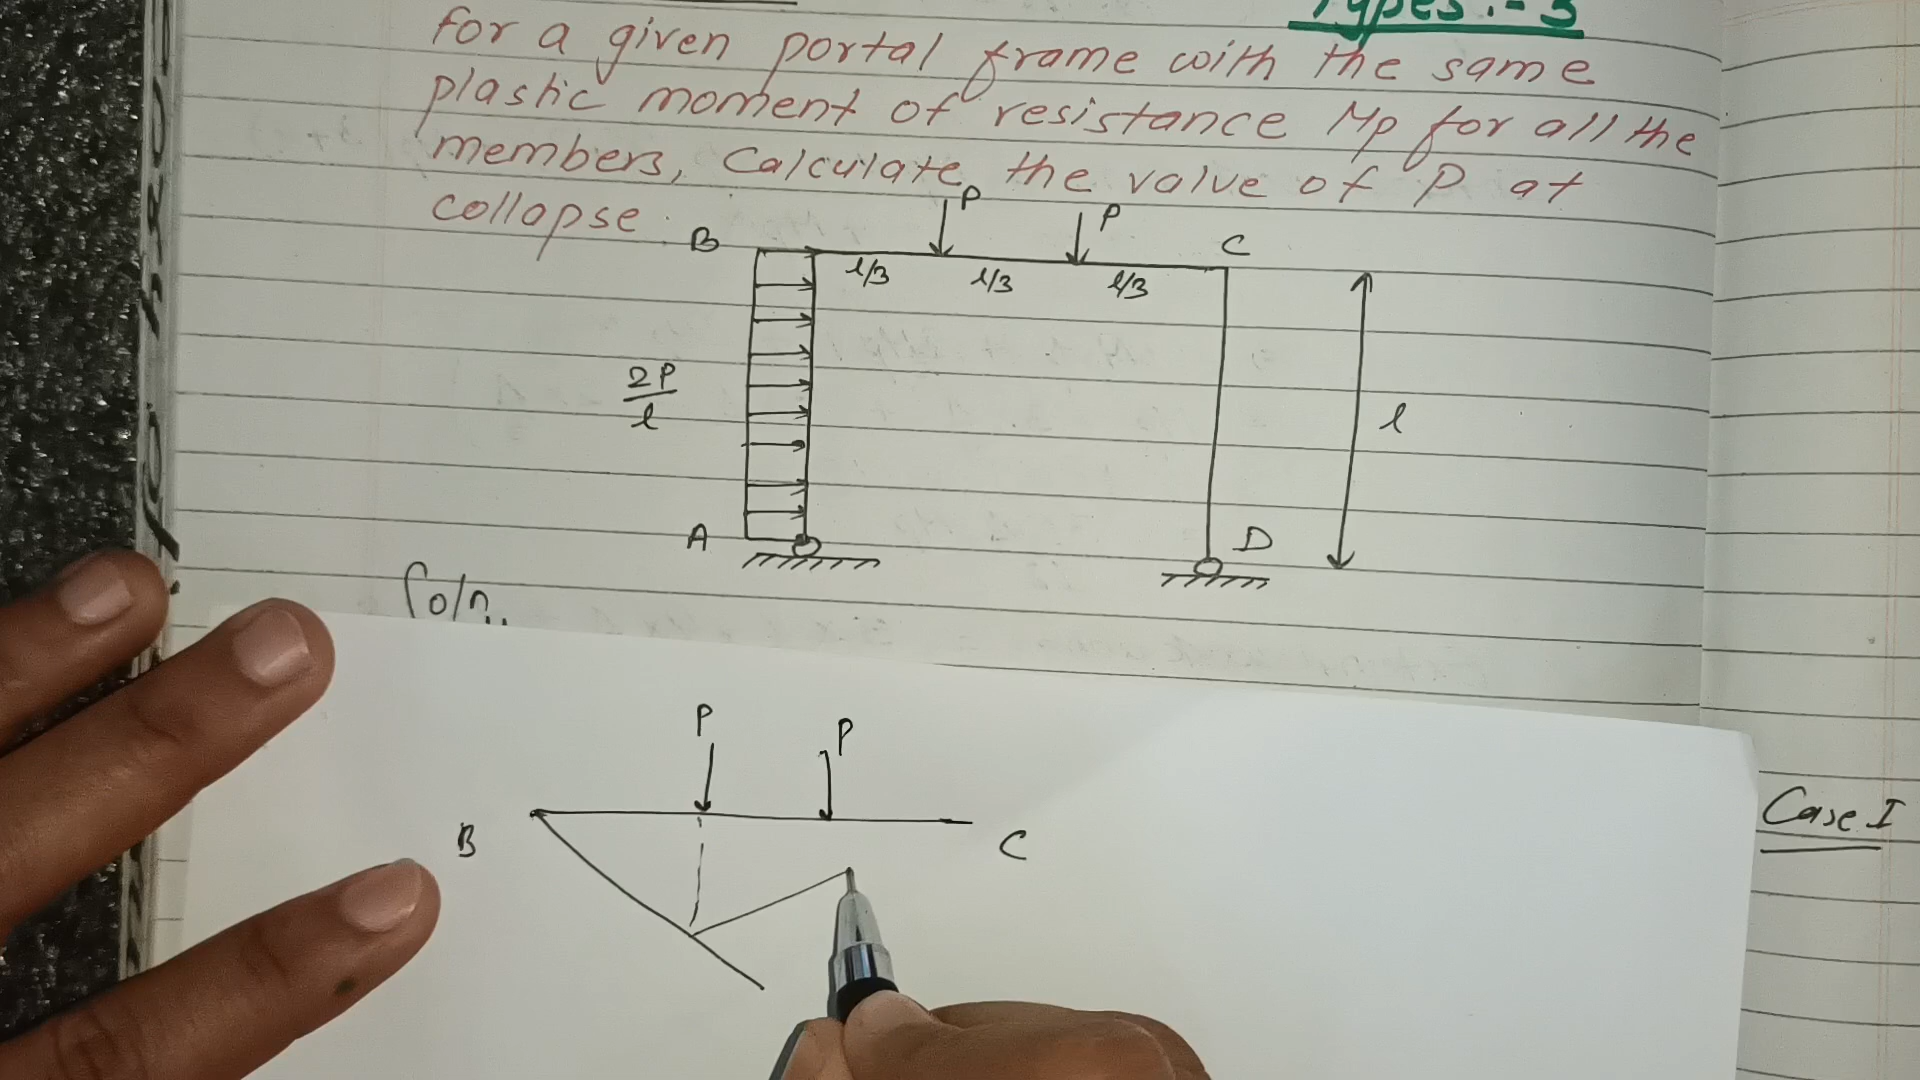 Types :- 3
for a given portal frame with the same
plastic moment of resistance Mp for all the
members, Calculate the value of P at
collapse.
P
P
B
C
l/3
l/3
l/3
2P
l
l
A
D
Soln
P
P
B
C
Case I